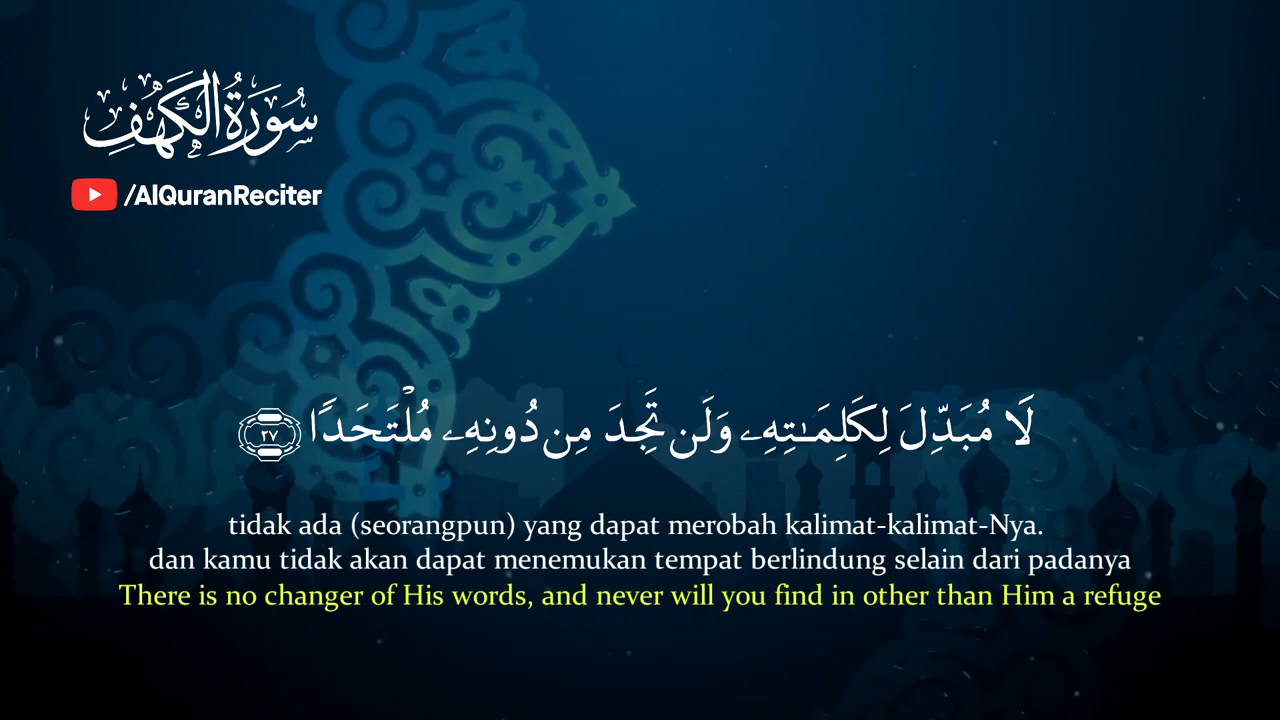 سُورَةُ الْكَهْفِ
/AlQuranReciter
لَا مُبَدِّلَ لِكَلِمَـٰتِهِۦ وَلَن تَجِدَ مِن دُونِهِۦ مُلْتَحَدًا ٢٧
tidak ada (seorangpun) yang dapat merobah kalimat-kalimat-Nya.
dan kamu tidak akan dapat menemukan tempat berlindung selain dari padanya
There is no changer of His words, and never will you find in other than Him a refuge